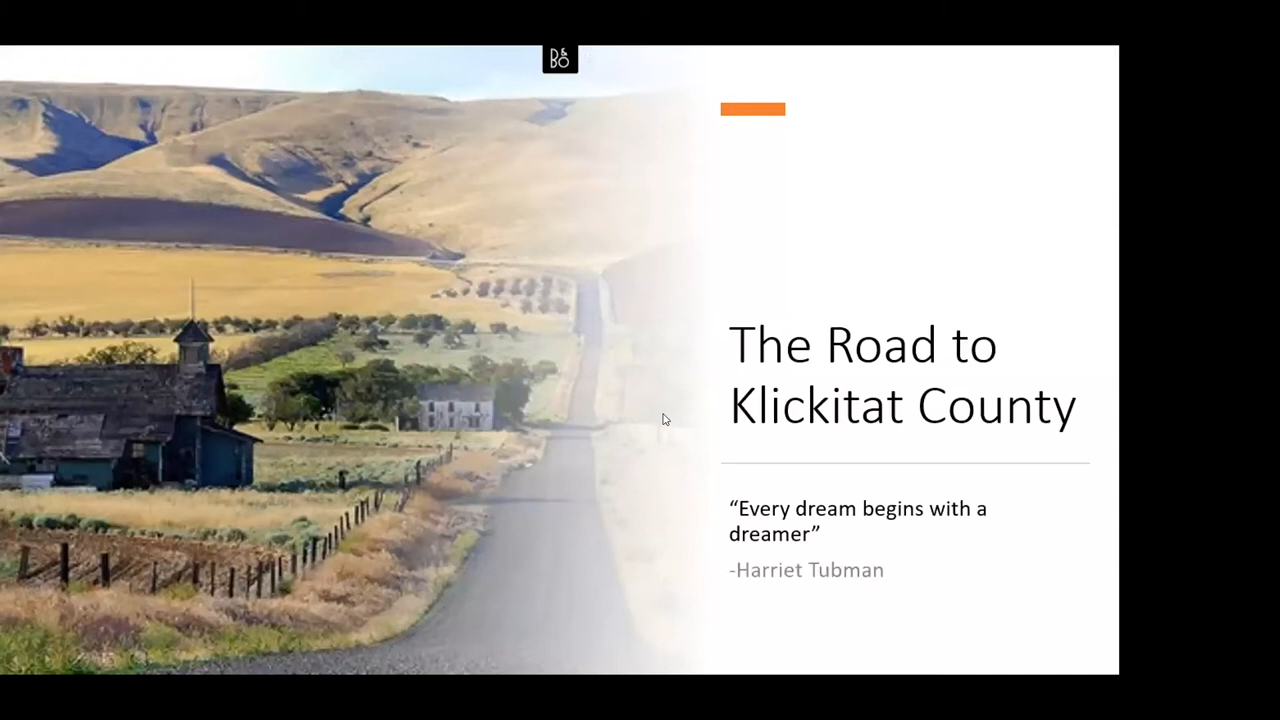 B&O
The Road to
Klickitat County
“Every dream begins with a
dreamer”
-Harriet Tubman